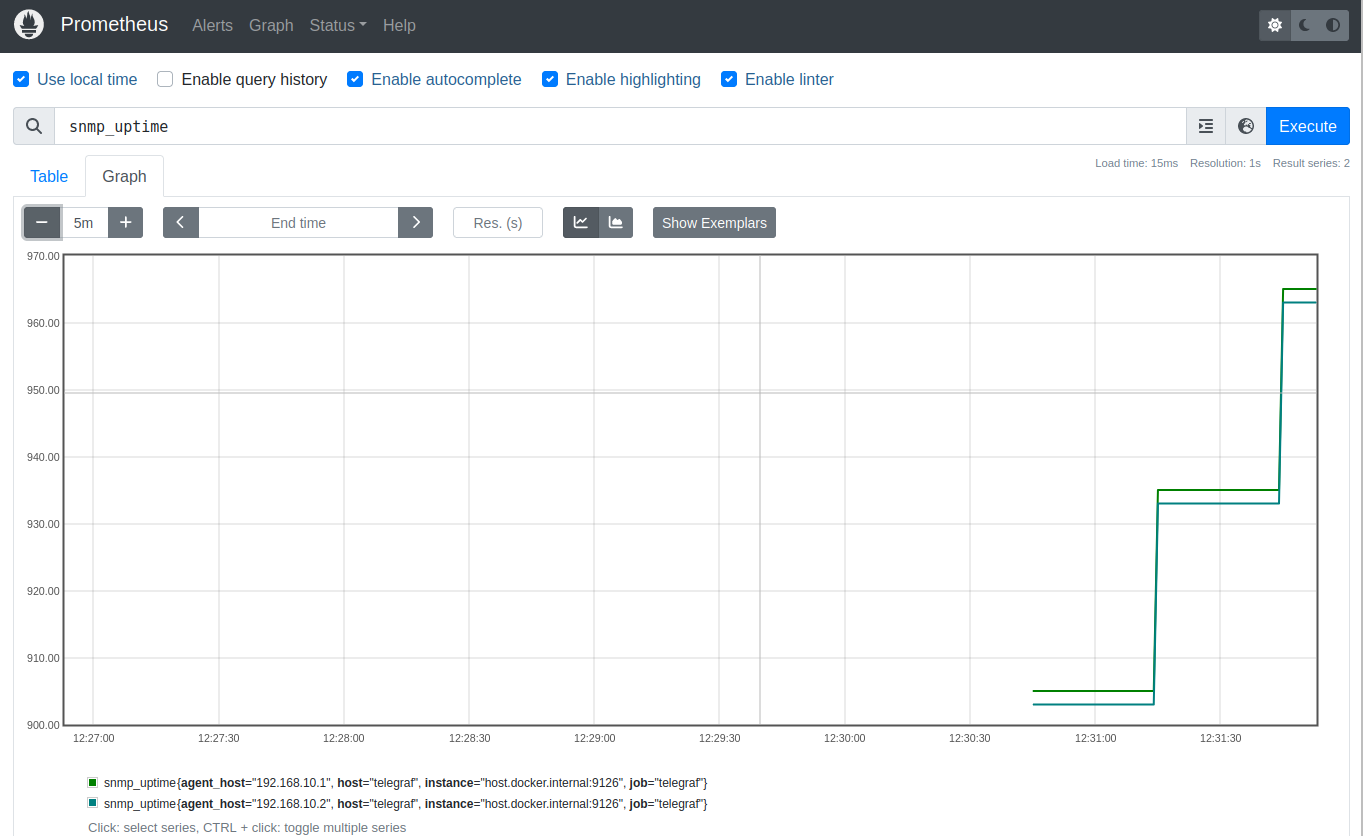 Prometheus Alerts Graph Status Help
Use local time Enable query history Enable autocomplete Enable highlighting Enable linter
snmp_uptime Execute
Load time: 15ms Resolution: 1s Result series: 2
Table Graph
5m End time Res. (s) Show Exemplars
970.00
960.00
950.00
940.00
930.00
920.00
910.00
900.00
12:27:00 12:27:30 12:28:00 12:28:30 12:29:00 12:29:30 12:30:00 12:30:30 12:31:00 12:31:30
snmp_uptime{agent_host="192.168.10.1", host="telegraf", instance="host.docker.internal:9126", job="telegraf"}
snmp_uptime{agent_host="192.168.10.2", host="telegraf", instance="host.docker.internal:9126", job="telegraf"}
Click: select series, CTRL + click: toggle multiple series